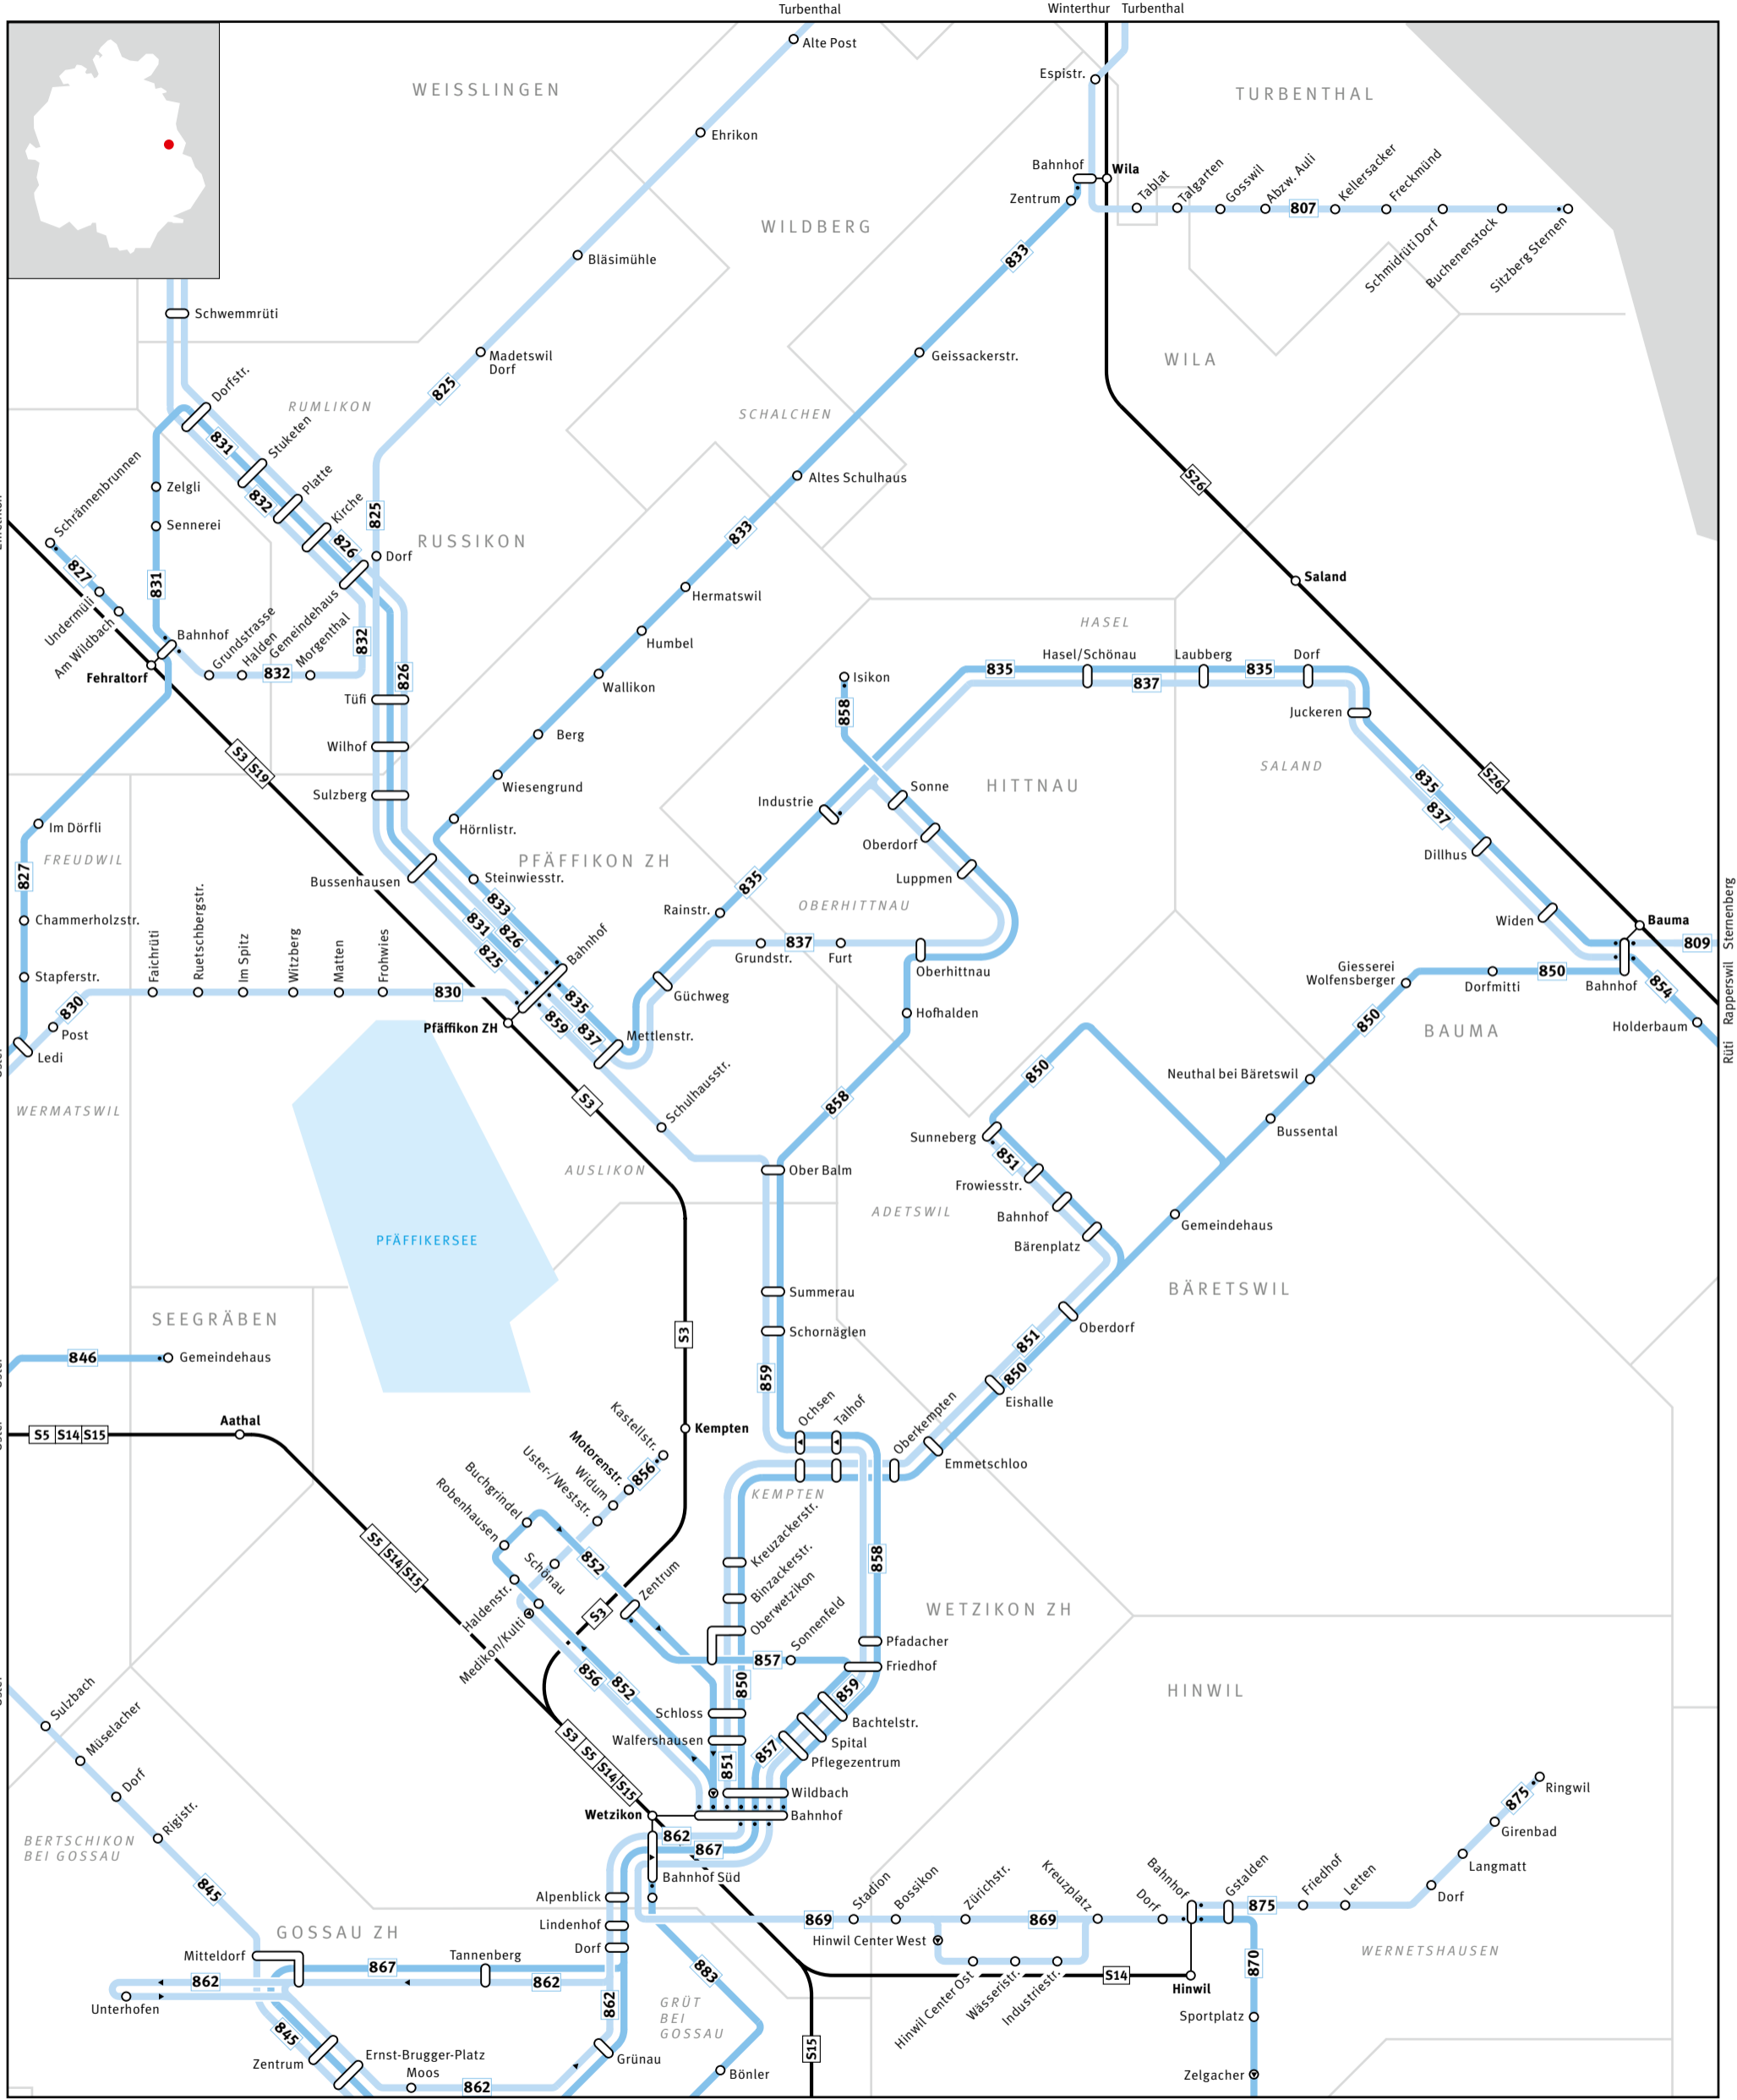 Turbenthal
Winterthur
Turbenthal
Alte Post
Espistr.
WEISSLINGEN
TURBENTHAL
Ehrikon
Bahnhof
Wila
Zentrum
Tablat
Talgarten
Gosswil
Abzw. Auli
807
Kellersacker
Freckmünd
Schmidrüti Dorf
Buchenenstock
Sitzberg Sternen
WILDBERG
833
Bläsimühle
Schwemmrüti
Madetswil
Dorf
Geissackerstr.
WILA
825
Dorfstr.
RUMLIKON
SCHALCHEN
831
Stuketen
Schrännenbrunnen
Zelgli
832
Platte
Altes Schulhaus
S26
Kirche
825
Sennerei
826
RUSSIKON
833
Dorf
827
831
Saland
Hermatswil
Undermüli
Am Wildbach
Bahnhof
Grundstrasse
Halden
Gemeindehaus
Morgenthal
832
Humbel
HASEL
Fehraltorf
832
826
Wallikon
Isikon
835
Hasel/Schönau
837
Laubberg
835
Dorf
Tüfi
858
Juckeren
Wilhof
Berg
S3
S19
Wiesengrund
SALAND
835
S26
Sulzberg
HITTNAU
Sonne
Industrie
837
Im Dörfli
Hörnlistr.
Oberdorf
FREUDWIL
PFÄFFIKON ZH
Dillhus
827
Bussenhausen
Steinwiesstr.
Luppmen
835
833
OBERHITTNAU
Rainstr.
Chammerholzstr.
831
826
Widen
Bauma
Sternenberg
Faichrüti
Ruetschbergstr.
Im Spitz
Witzberg
Matten
Frohwies
825
Bahnhof
837
Grundstr.
Furt
Oberhittnau
809
Stapferstr.
Giesserei
Wolfensberger
Dorfmitti
850
Bahnhof
854
830
830
Güchweg
Rapperswil
Post
Pfäffikon ZH
859
835
837
Mettlenstr.
Hofhalden
850
BAUMA
Holderbaum
Ledi
Rüti
S3
Schulhausstr.
850
Neuthal bei Bäretswil
WERMATSWIL
858
Sunneberg
Bussental
AUSLIKON
Ober Balm
851
Frowiesstr.
ADETSWIL
Bahnhof
Gemeindehaus
PFÄFFIKERSEE
Bärenplatz
BÄRETSWIL
Summerau
SEEGRÄBEN
Oberdorf
S3
Schornäglen
851
846
Gemeindehaus
859
850
Eishalle
Ochsen
Talhof
Oberkempten
Aathal
S5
S14
S15
Kastellstr.
Kempten
Emmetschloo
Motorenstr.
856
Widum
Uster-/Weststr.
Buchgrindel
Robenhausen
KEMPTEN
Kreuzackerstr.
S5
S14
S15
852
Schönau
858
Binzackerstr.
Haldenstr.
Zentrum
Oberwetzikon
WETZIKON ZH
S3
Sonnenfeld
Medikon/Kulti
Pfadacher
857
Friedhof
856
852
850
859
HINWIL
Sulzbach
Schloss
Bachtelstr.
Müselacher
Walfershausen
Spital
S3
S5
S14
S15
857
Pflegezentrum
851
Dorf
Wildbach
Ringwil
Wetzikon
Bahnhof
875
Rigistr.
862
Girenbad
BERTSCHIKON
BEI GOSSAU
867
Bahnhof Süd
Langmatt
845
Alpenblick
Stadion
Bossikon
Zürichstr.
Kreuzplatz
Dorf
Bahnhof
Gstalden
875
Friedhof
Letten
Dorf
Lindenhof
869
869
GOSSAU ZH
Dorf
Hinwil Center West
WERNETSHAUSEN
Mitteldorf
867
Tannenberg
862
862
883
Hinwil Center Ost
Wässeristr.
Industriestr.
S14
Hinwil
870
Unterhofen
862
GRÜT
BEI
GOSSAU
Sportplatz
845
S15
Zentrum
Ernst-Brugger-Platz
Grünau
Moos
862
Bönler
Zelgacher